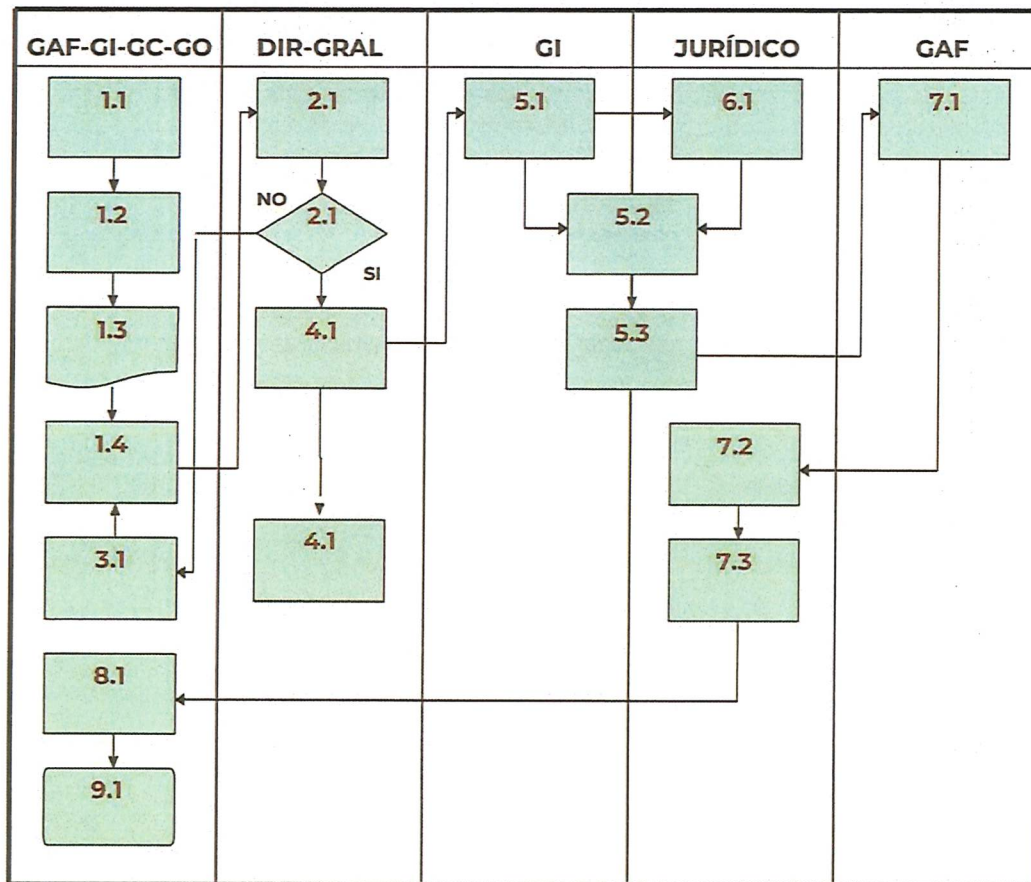 GAF-GI-GC-GO DIR-GRAL GI JURÍDICO GAF
1.1 2.1 5.1 6.1 7.1
1.2 NO 2.1 5.2
SI
1.3 4.1 5.3
1.4 7.2
3.1 4.1 7.3
8.1
9.1